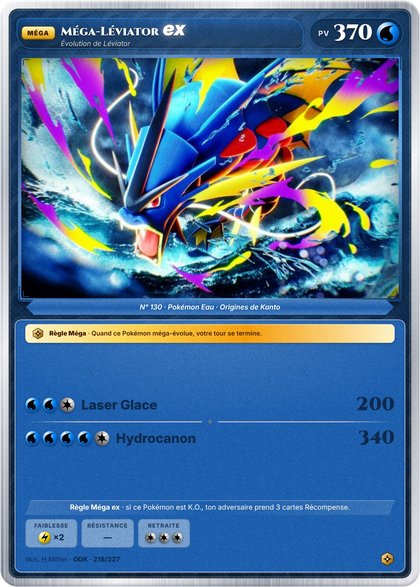 MÉGA MÉGA-LÉVIATOR ex PV 370
Évolution de Léviator
N° 130 · Pokémon Eau · Origines de Kanto
Règle Méga · Quand ce Pokémon méga-évolue, votre tour se termine.
Laser Glace 200
Hydrocanon 340
Règle Méga ex · si ce Pokémon est K.O., ton adversaire prend 3 cartes Récompense.
FAIBLESSE RÉSISTANCE RETRAITE
×2 —
Illus. H.Miller · ODK · 218/227